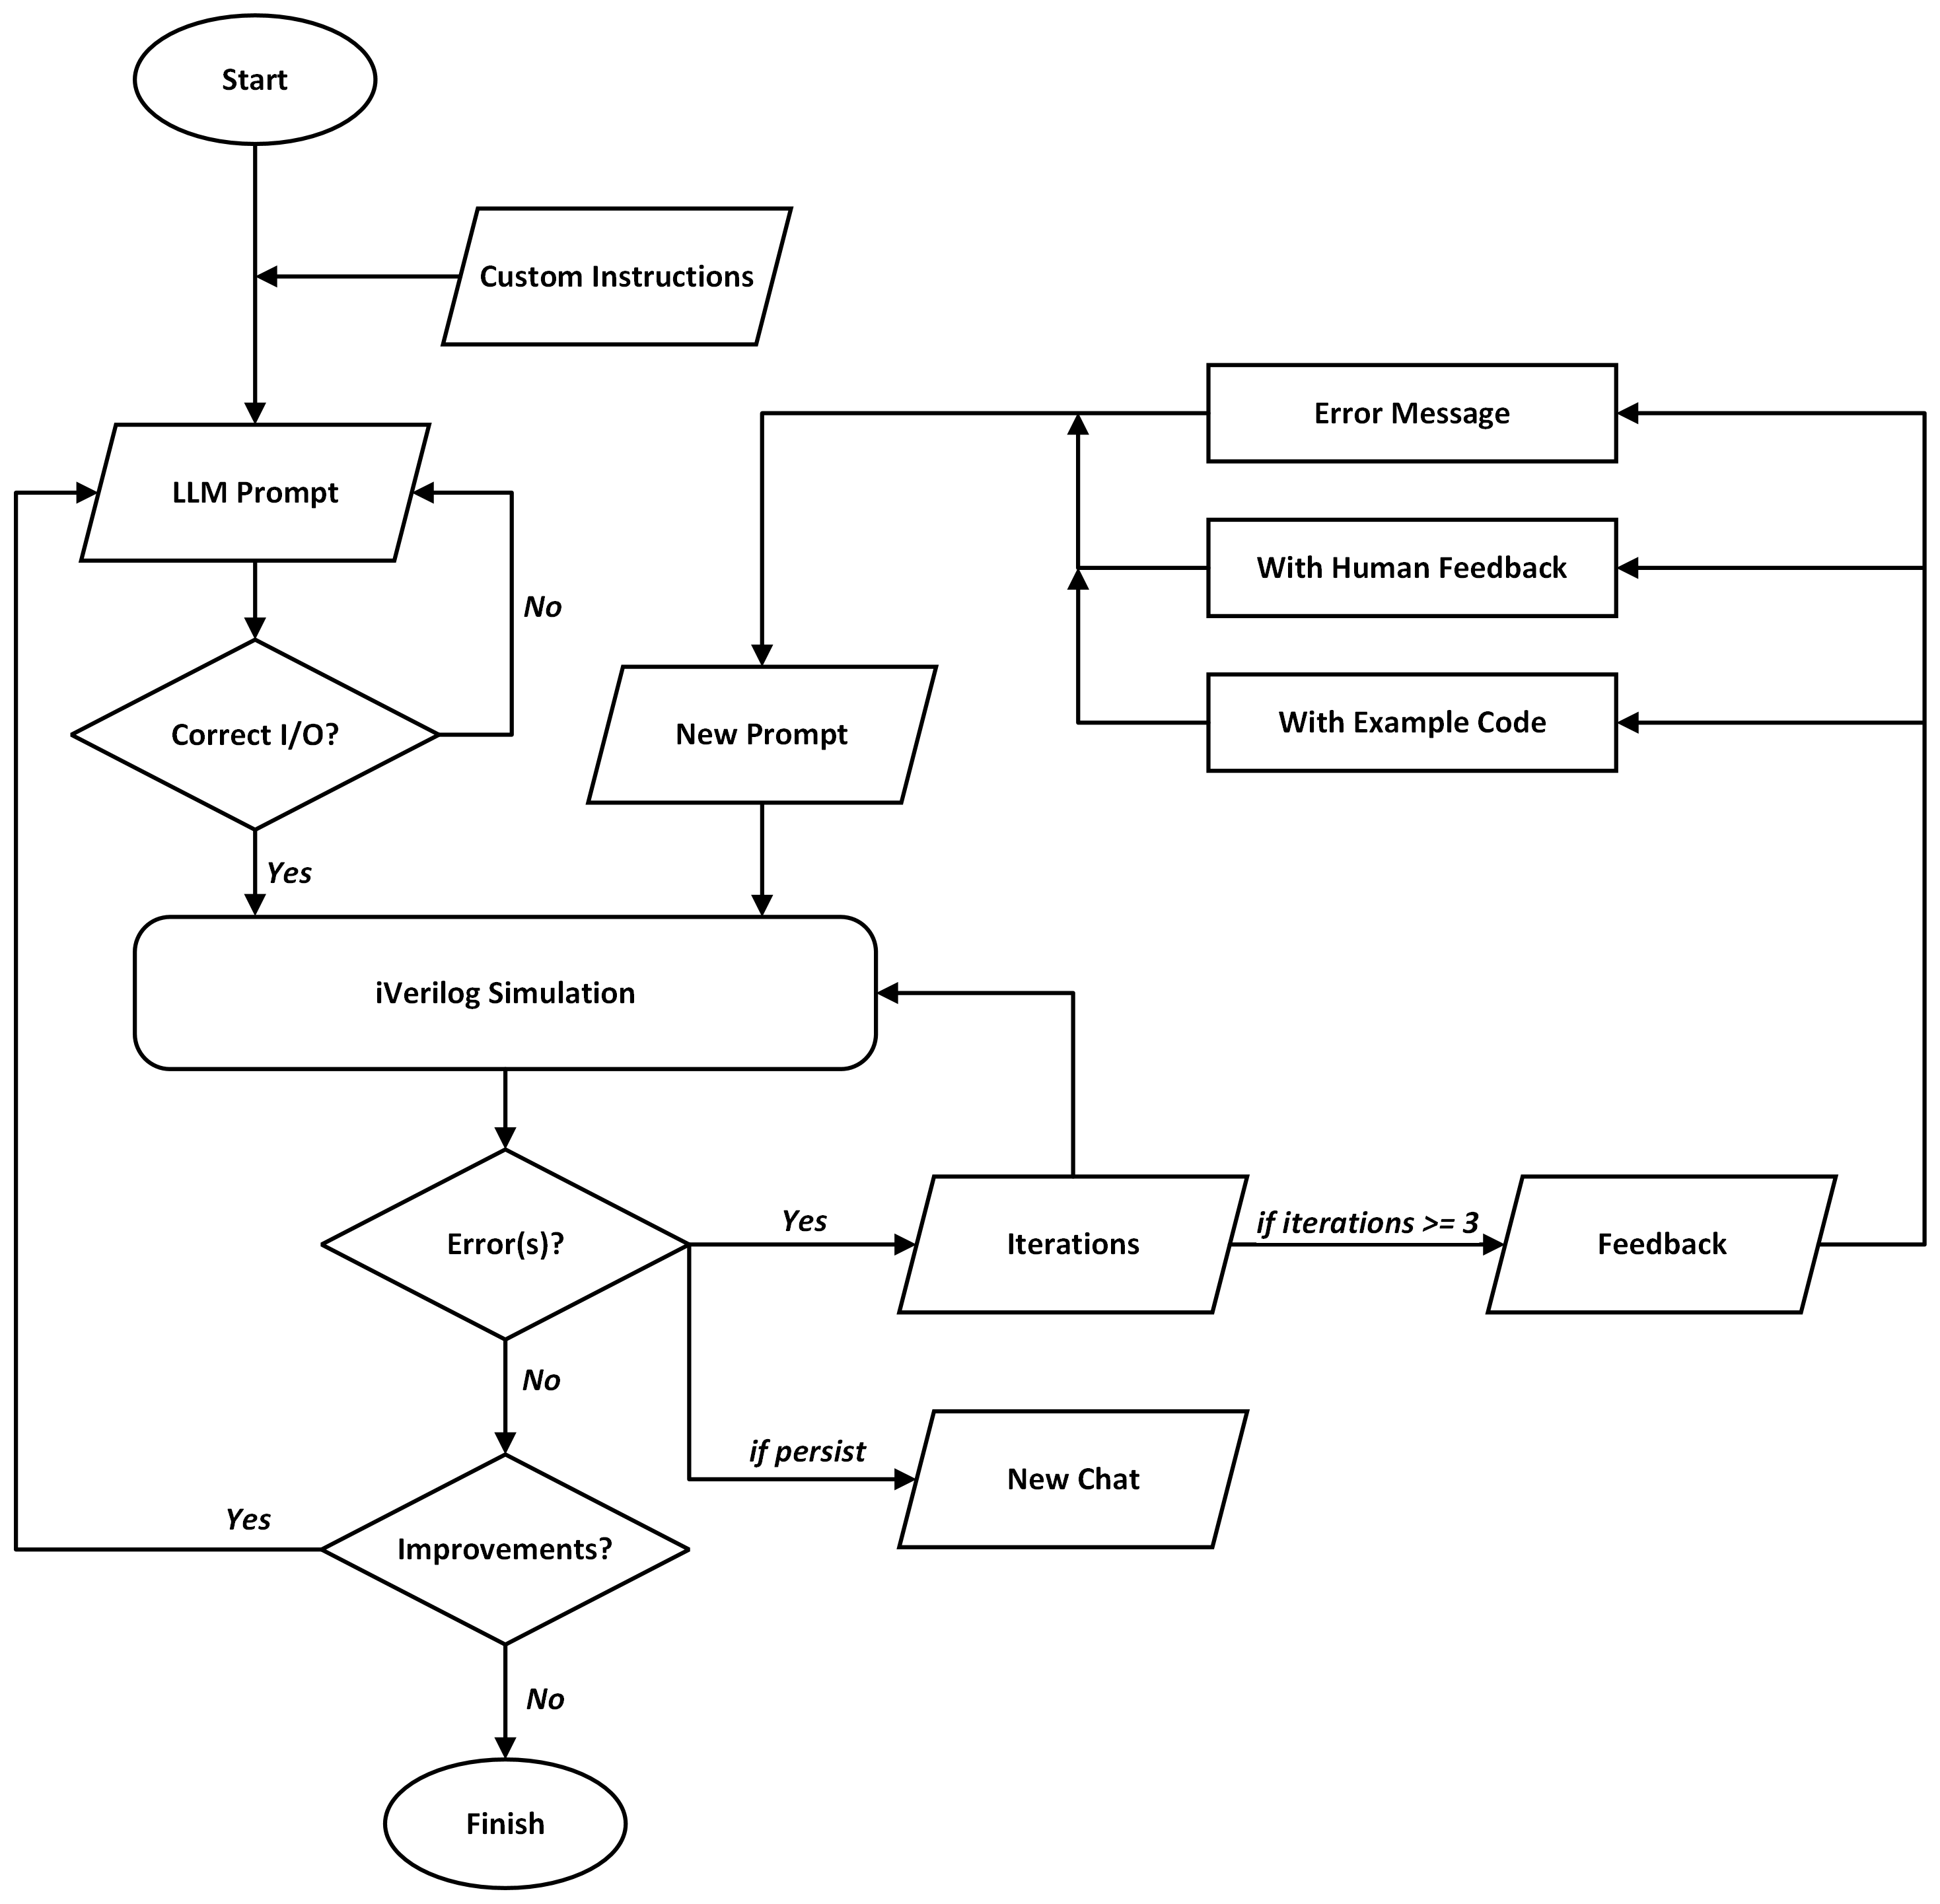 Start
Custom Instructions
Error Message
LLM Prompt
With Human Feedback
No
With Example Code
Correct I/O?
New Prompt
Yes
iVerilog Simulation
Error(s)?
Yes
Iterations
if iterations >= 3
Feedback
No
if persist
New Chat
Yes
Improvements?
No
Finish